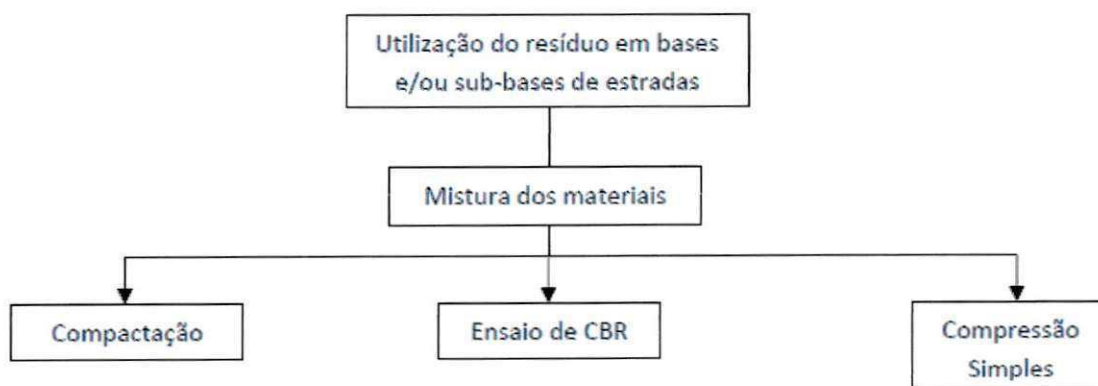 Utilização do resíduo em bases
e/ou sub-bases de estradas
Mistura dos materiais
Compactação
Ensaio de CBR
Compressão
Simples